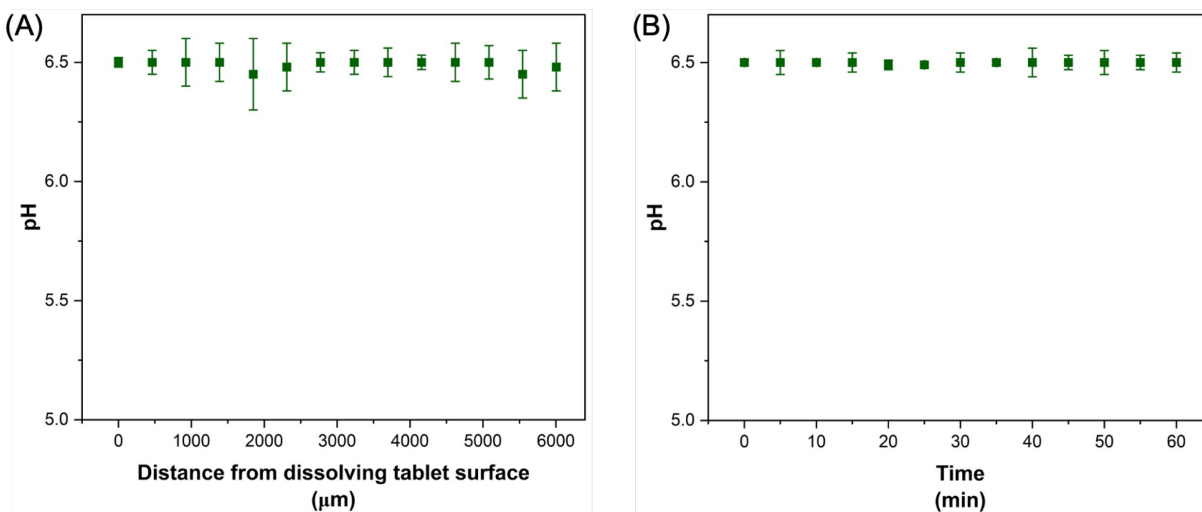 (A)
6.5
6.0
5.5
5.0
pH
0 1000 2000 3000 4000 5000 6000
Distance from dissolving tablet surface
(μm)
(B)
6.5
6.0
5.5
5.0
pH
0 10 20 30 40 50 60
Time
(min)